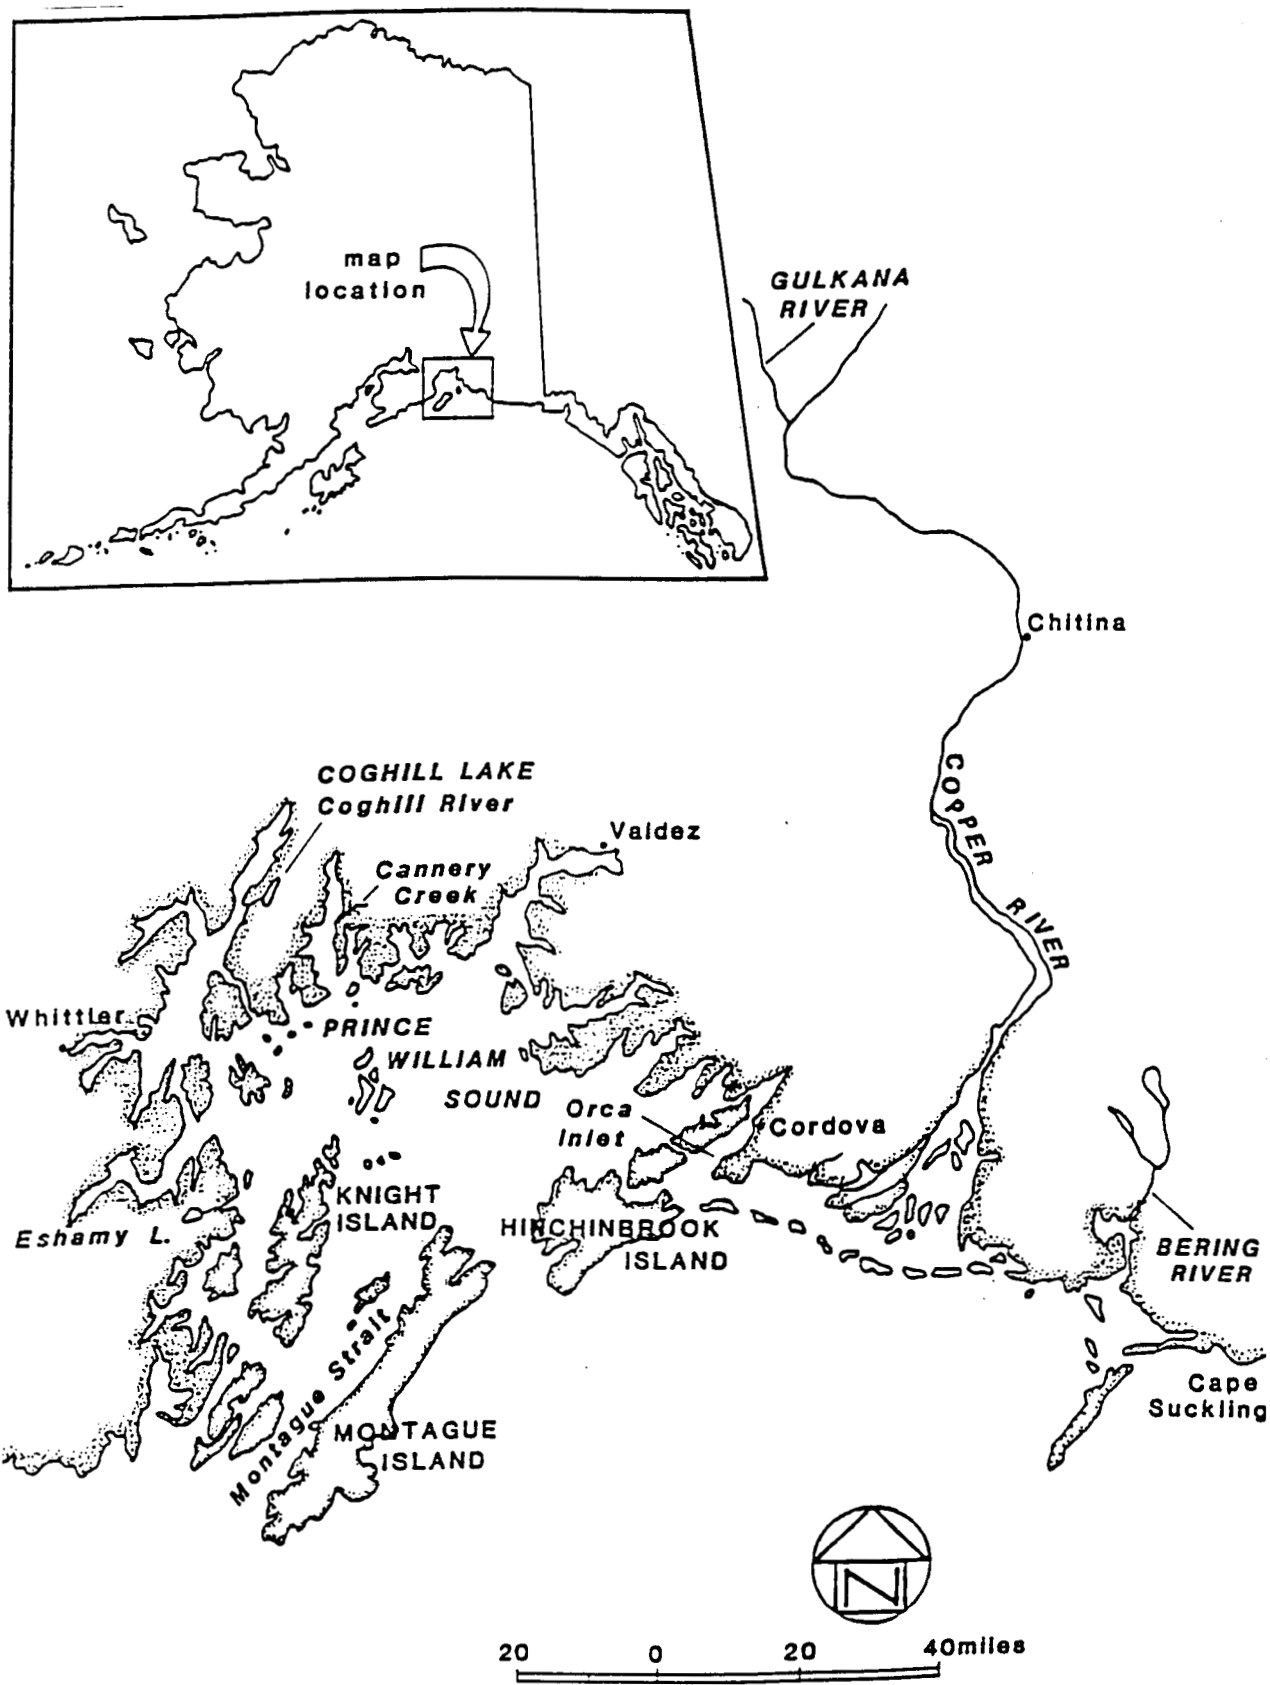 map
location
GULKANA
RIVER
Chitina
COPPER RIVER
COGHILL LAKE
Coghill River
Valdez
Cannery
Creek
Whittier
PRINCE
WILLIAM
SOUND
Orca
Inlet
Cordova
KNIGHT
ISLAND
Eshamy L.
HINCHINBROOK
ISLAND
BERING
RIVER
Montague Strait
Cape
Suckling
MONTAGUE
ISLAND
N
20 0 20 40miles